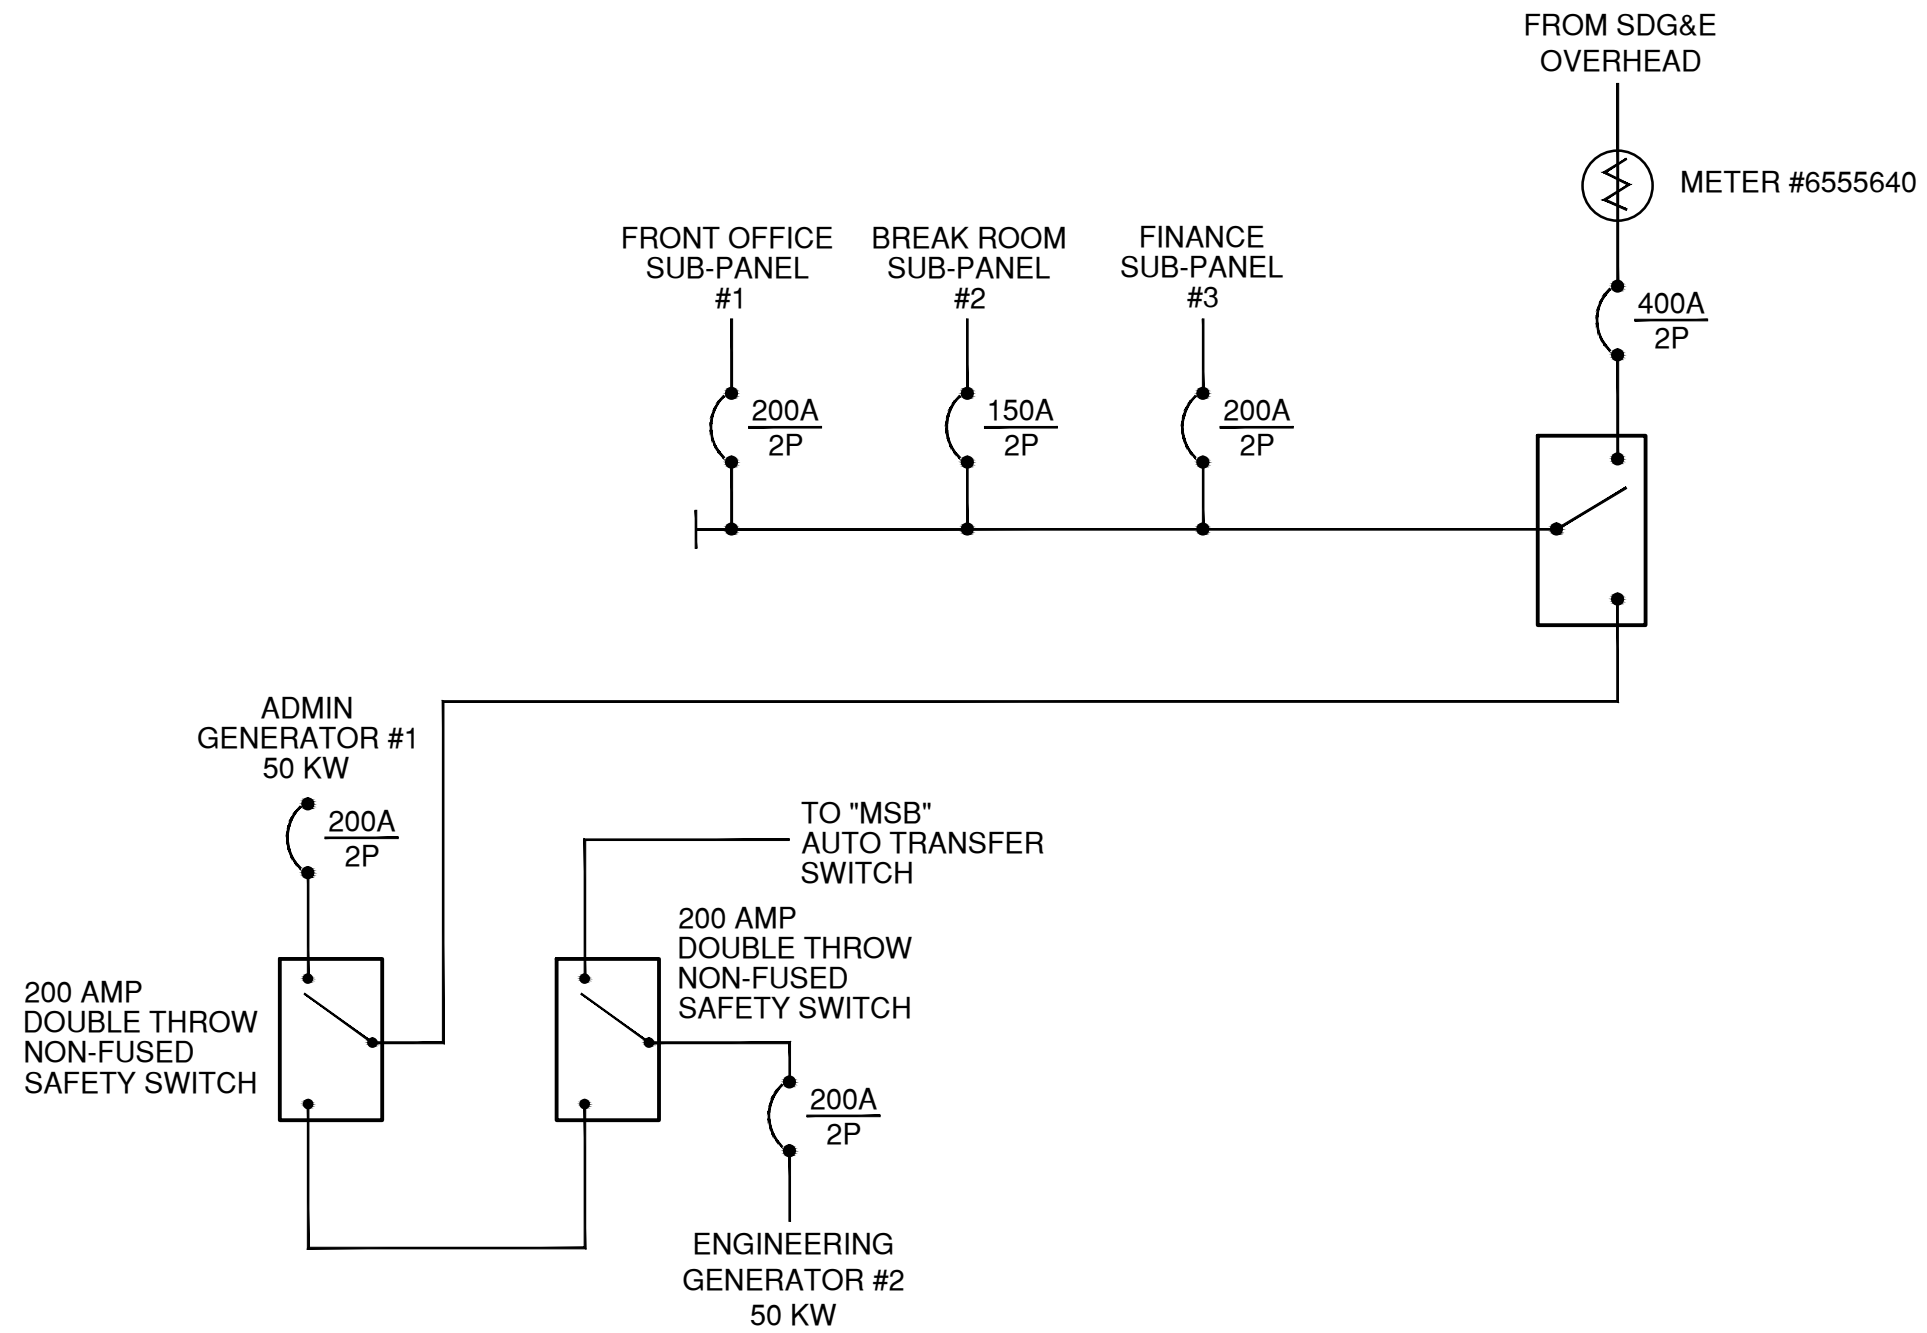 FROM SDG&E
OVERHEAD
METER #6555640
400A
2P
FRONT OFFICE
SUB-PANEL
#1
BREAK ROOM
SUB-PANEL
#2
FINANCE
SUB-PANEL
#3
200A
2P
150A
2P
200A
2P
ADMIN
GENERATOR #1
50 KW
200A
2P
TO "MSB"
AUTO TRANSFER
SWITCH
200 AMP
DOUBLE THROW
NON-FUSED
SAFETY SWITCH
200 AMP
DOUBLE THROW
NON-FUSED
SAFETY SWITCH
200A
2P
ENGINEERING
GENERATOR #2
50 KW